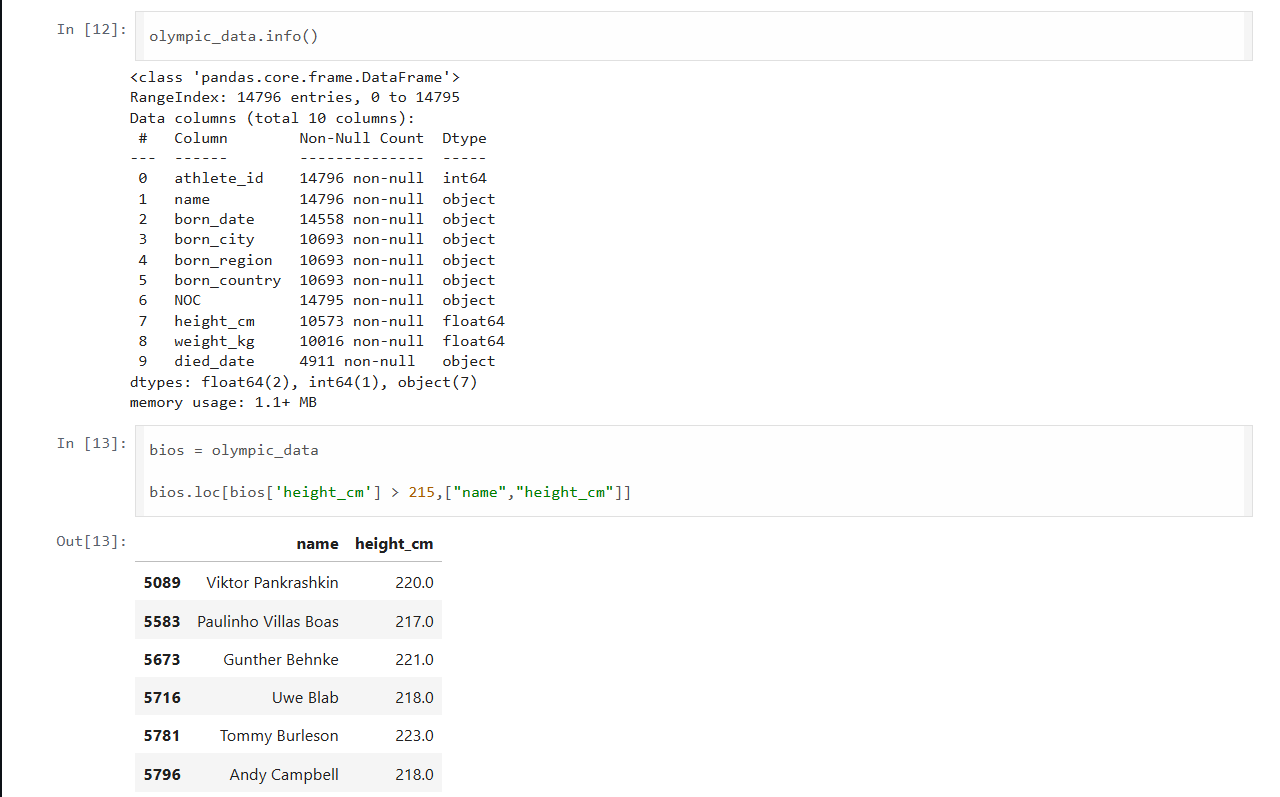 In [12]: olympic_data.info()
<class 'pandas.core.frame.DataFrame'>
RangeIndex: 14796 entries, 0 to 14795
Data columns (total 10 columns):
 #   Column        Non-Null Count  Dtype
---  ------        --------------  -----
 0   athlete_id    14796 non-null  int64
 1   name          14796 non-null  object
 2   born_date     14558 non-null  object
 3   born_city     10693 non-null  object
 4   born_region   10693 non-null  object
 5   born_country  10693 non-null  object
 6   NOC           14795 non-null  object
 7   height_cm     10573 non-null  float64
 8   weight_kg     10016 non-null  float64
 9   died_date     4911 non-null   object
dtypes: float64(2), int64(1), object(7)
memory usage: 1.1+ MB
In [13]: bios = olympic_data
bios.loc[bios['height_cm'] > 215,["name","height_cm"]]
Out[13]: name height_cm
5089 Viktor Pankrashkin 220.0
5583 Paulinho Villas Boas 217.0
5673 Gunther Behnke 221.0
5716 Uwe Blab 218.0
5781 Tommy Burleson 223.0
5796 Andy Campbell 218.0